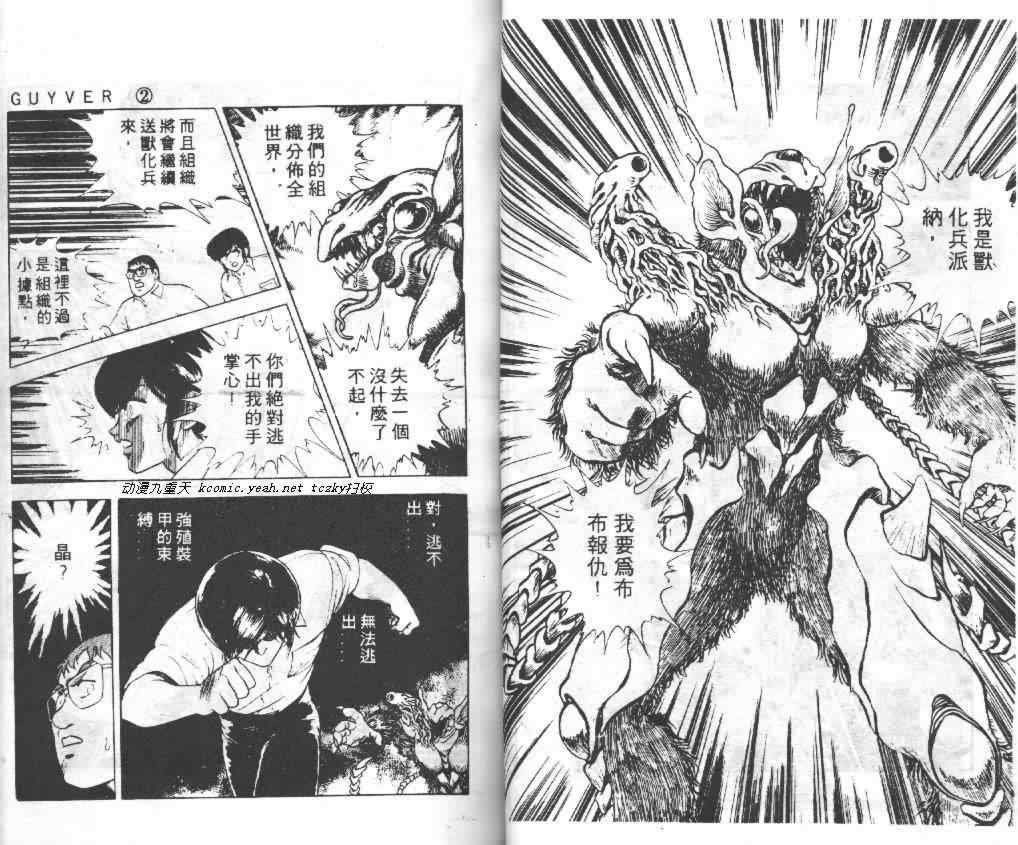 我是獸
化兵派
納，
我要為布
布報仇！
GUYVER ②
我們的組
織分佈全
世界，
而且組織
將會繼續
送獸化兵
來，
這裡不過
是組織的
小據點，
失去一個
沒什麼了
不起，
你們絕對逃
不出我的手
掌心！
动漫九重天 kcomic.yeah.net tczky扫校
對，逃不
出……
強殖裝
甲的束
縛……
無法逃
出……
晶？